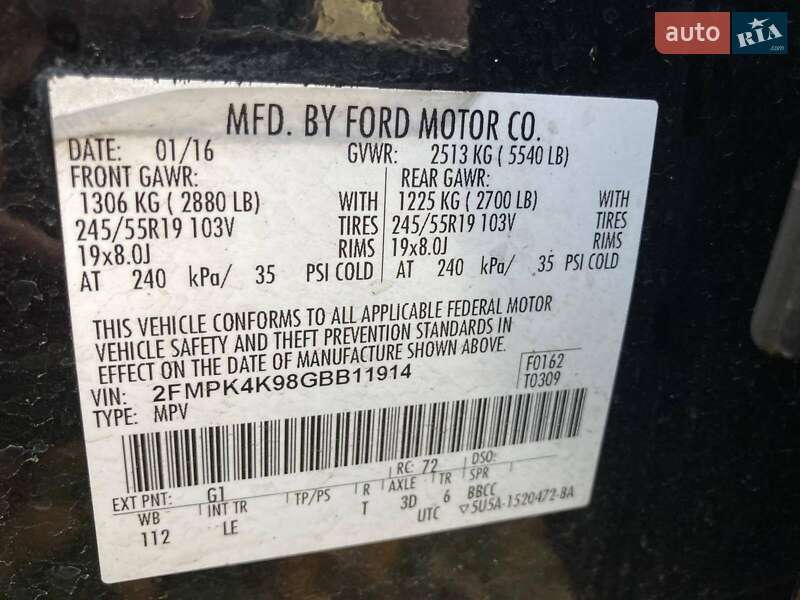 auto RIA.com
MFD. BY FORD MOTOR CO.
DATE: 01/16 GVWR: 2513 KG ( 5540 LB)
FRONT GAWR: REAR GAWR:
1306 KG ( 2880 LB) WITH 1225 KG ( 2700 LB) WITH
245/55R19 103V TIRES 245/55R19 103V TIRES
19x8.0J RIMS 19x8.0J RIMS
AT 240 kPa/ 35 PSI COLD AT 240 kPa/ 35 PSI COLD
THIS VEHICLE CONFORMS TO ALL APPLICABLE FEDERAL MOTOR
VEHICLE SAFETY AND THEFT PREVENTION STANDARDS IN
EFFECT ON THE DATE OF MANUFACTURE SHOWN ABOVE.
VIN: 2FMPK4K98GBB11914 F0162
TYPE: MPV T0309
RC: 72 DSO:
EXT PNT: G1 TP/PS R AXLE TR SPR
WB INT TR T 3D 6 BBCC
112 LE UTC ▽5U5A-1520472-BA